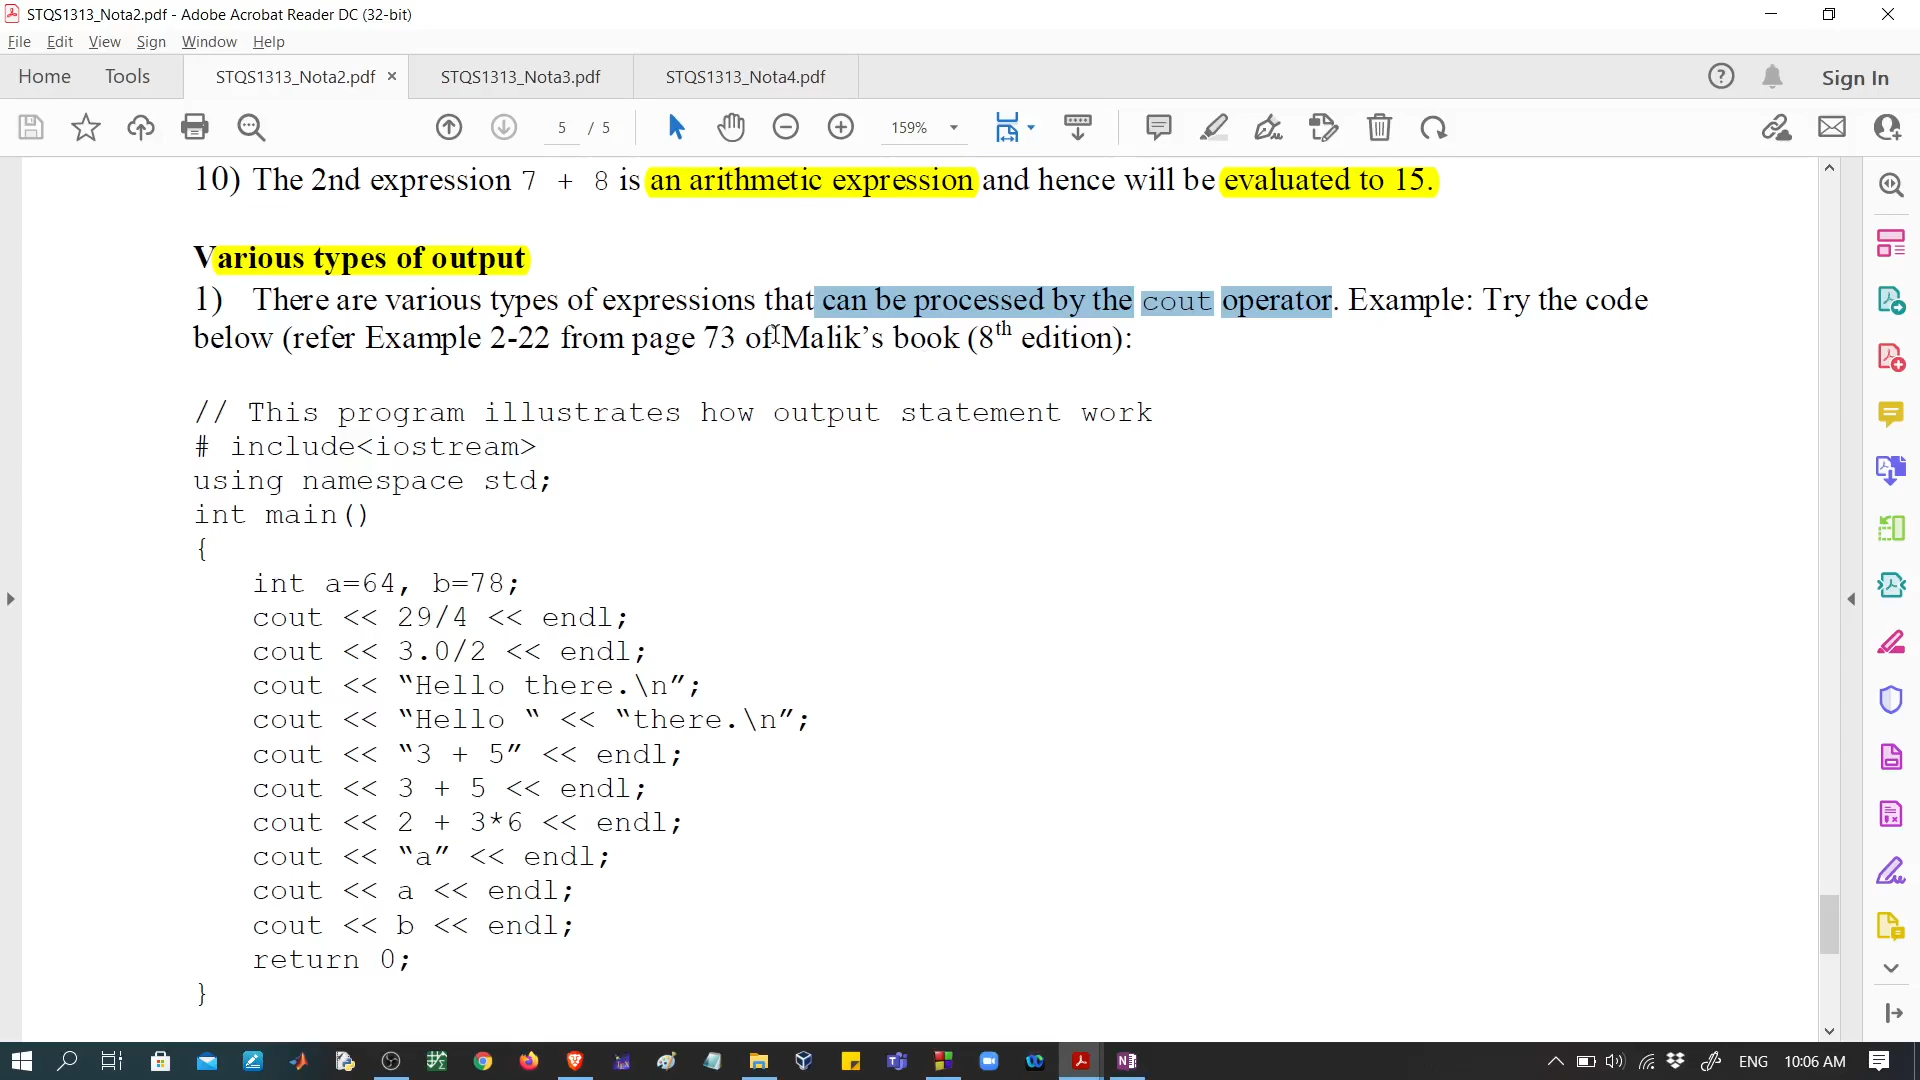 STQS1313_Nota2.pdf - Adobe Acrobat Reader DC (32-bit)
File Edit View Sign Window Help
Home Tools STQS1313_Nota2.pdf × STQS1313_Nota3.pdf STQS1313_Nota4.pdf Sign In
5 / 5 159%
10) The 2nd expression 7 + 8 is an arithmetic expression and hence will be evaluated to 15.
Various types of output
1) There are various types of expressions that can be processed by the cout operator. Example: Try the code
below (refer Example 2-22 from page 73 of Malik’s book (8th edition):
// This program illustrates how output statement work
# include<iostream>
using namespace std;
int main()
{
int a=64, b=78;
cout << 29/4 << endl;
cout << 3.0/2 << endl;
cout << “Hello there.\n”;
cout << “Hello “ << “there.\n”;
cout << “3 + 5” << endl;
cout << 3 + 5 << endl;
cout << 2 + 3*6 << endl;
cout << “a” << endl;
cout << a << endl;
cout << b << endl;
return 0;
}
ENG 10:06 AM